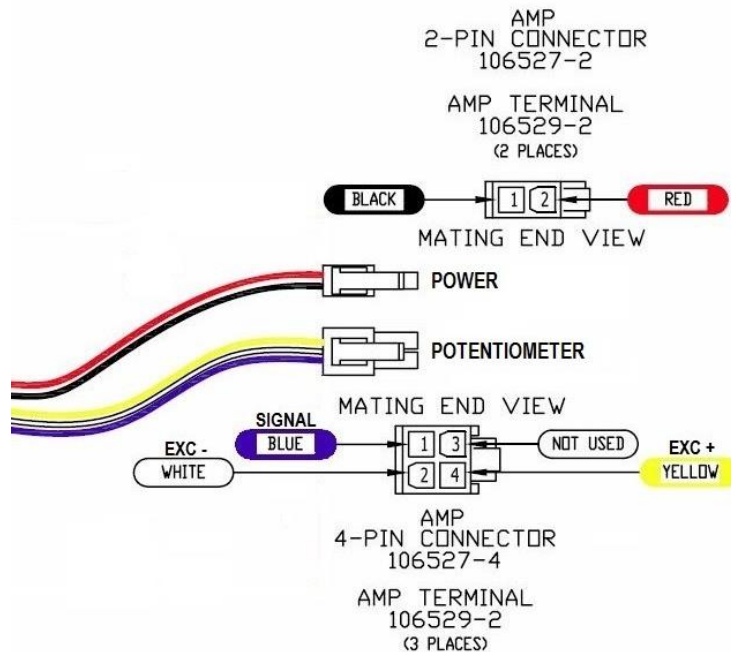 AMP
2-PIN CONNECTOR
106527-2
AMP TERMINAL
106529-2
(2 PLACES)
BLACK
1 2
RED
MATING END VIEW
POWER
POTENTIOMETER
MATING END VIEW
SIGNAL
BLUE
1 3
NOT USED
EXC -
WHITE
2 4
EXC +
YELLOW
AMP
4-PIN CONNECTOR
106527-4
AMP TERMINAL
106529-2
(3 PLACES)